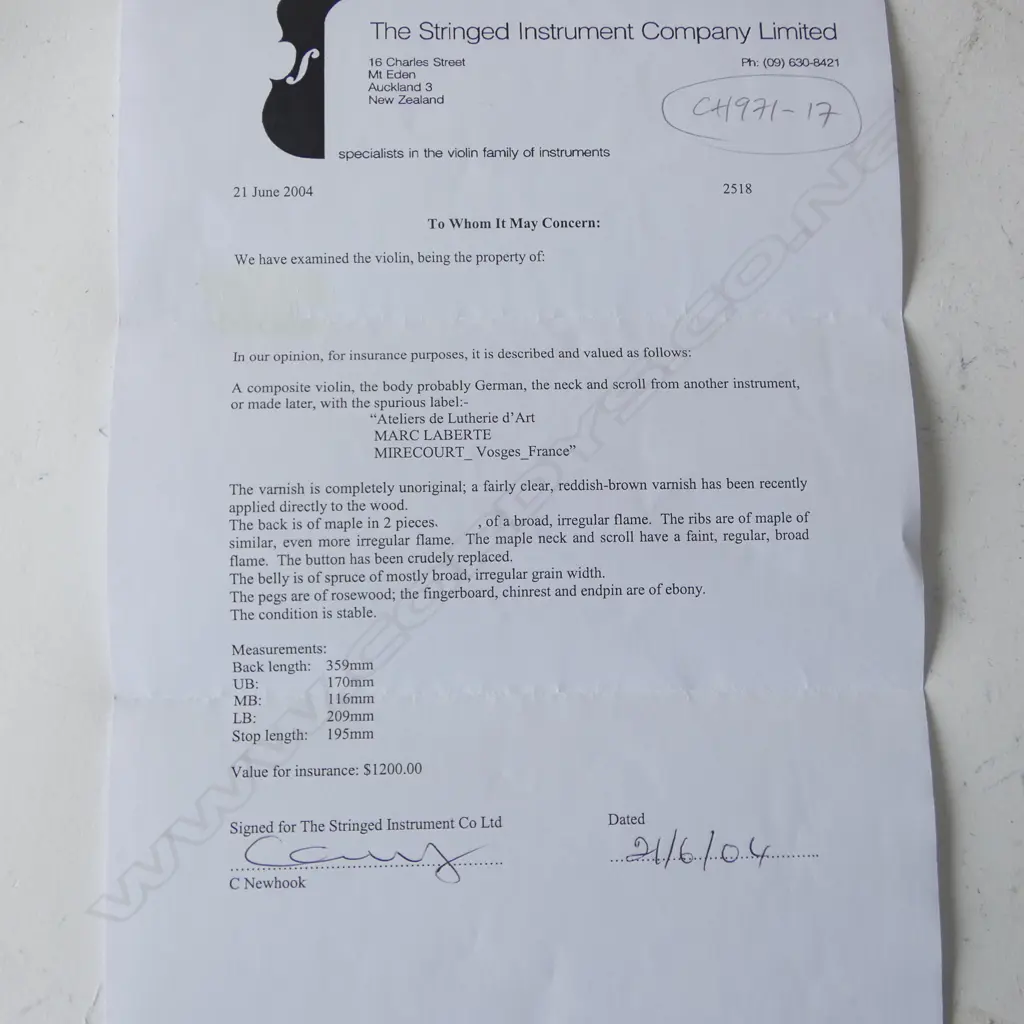 The Stringed Instrument Company Limited
16 Charles Street
Mt Eden
Auckland 3
New Zealand
Ph: (09) 630-8421
CH971-17
specialists in the violin family of instruments
21 June 2004
2518
To Whom It May Concern:
We have examined the violin, being the property of:
In our opinion, for insurance purposes, it is described and valued as follows:
A composite violin, the body probably German, the neck and scroll from another instrument,
or made later, with the spurious label:-
“Ateliers de Lutherie d’Art
MARC LABERTE
MIRECOURT_ Vosges_France”
The varnish is completely unoriginal; a fairly clear, reddish-brown varnish has been recently
applied directly to the wood.
The back is of maple in 2 pieces. , of a broad, irregular flame. The ribs are of maple of
similar, even more irregular flame. The maple neck and scroll have a faint, regular, broad
flame. The button has been crudely replaced.
The belly is of spruce of mostly broad, irregular grain width.
The pegs are of rosewood; the fingerboard, chinrest and endpin are of ebony.
The condition is stable.
Measurements:
Back length: 359mm
UB: 170mm
MB: 116mm
LB: 209mm
Stop length: 195mm
Value for insurance: $1200.00
Signed for The Stringed Instrument Co Ltd
Dated
21/6/04
C Newhook